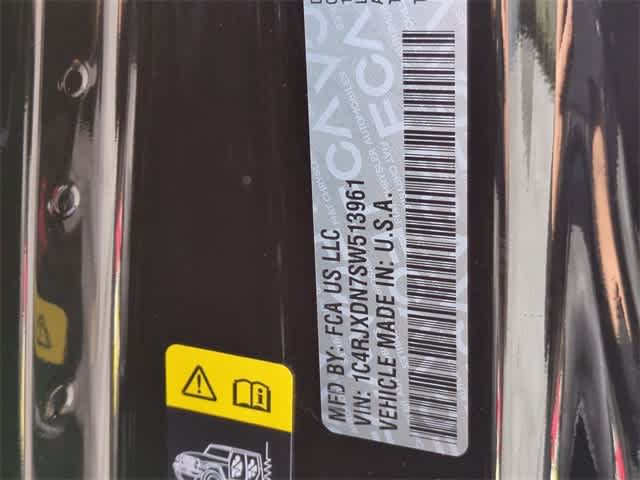 MFD BY: FCA US LLC
VIN: 1C4RJXDN7SW513961
VEHICLE MADE IN: U.S.A.